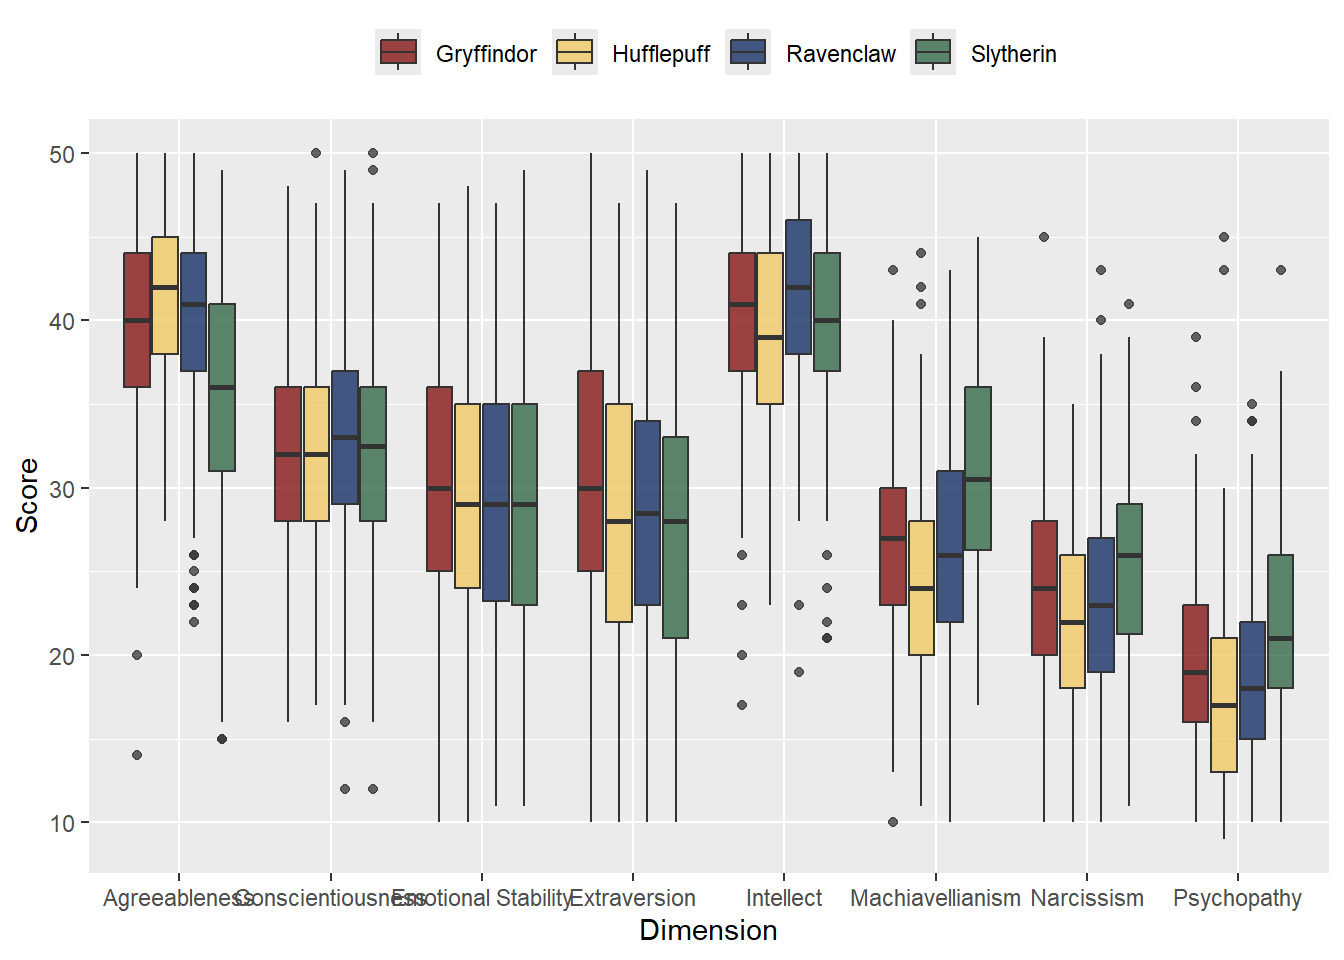 Gryffindor Hufflepuff Ravenclaw Slytherin
50
40
30
20
10
Score
Agreeableness Conscientiousness Emotional Stability Extraversion Intellect Machiavellianism Narcissism Psychopathy
Dimension